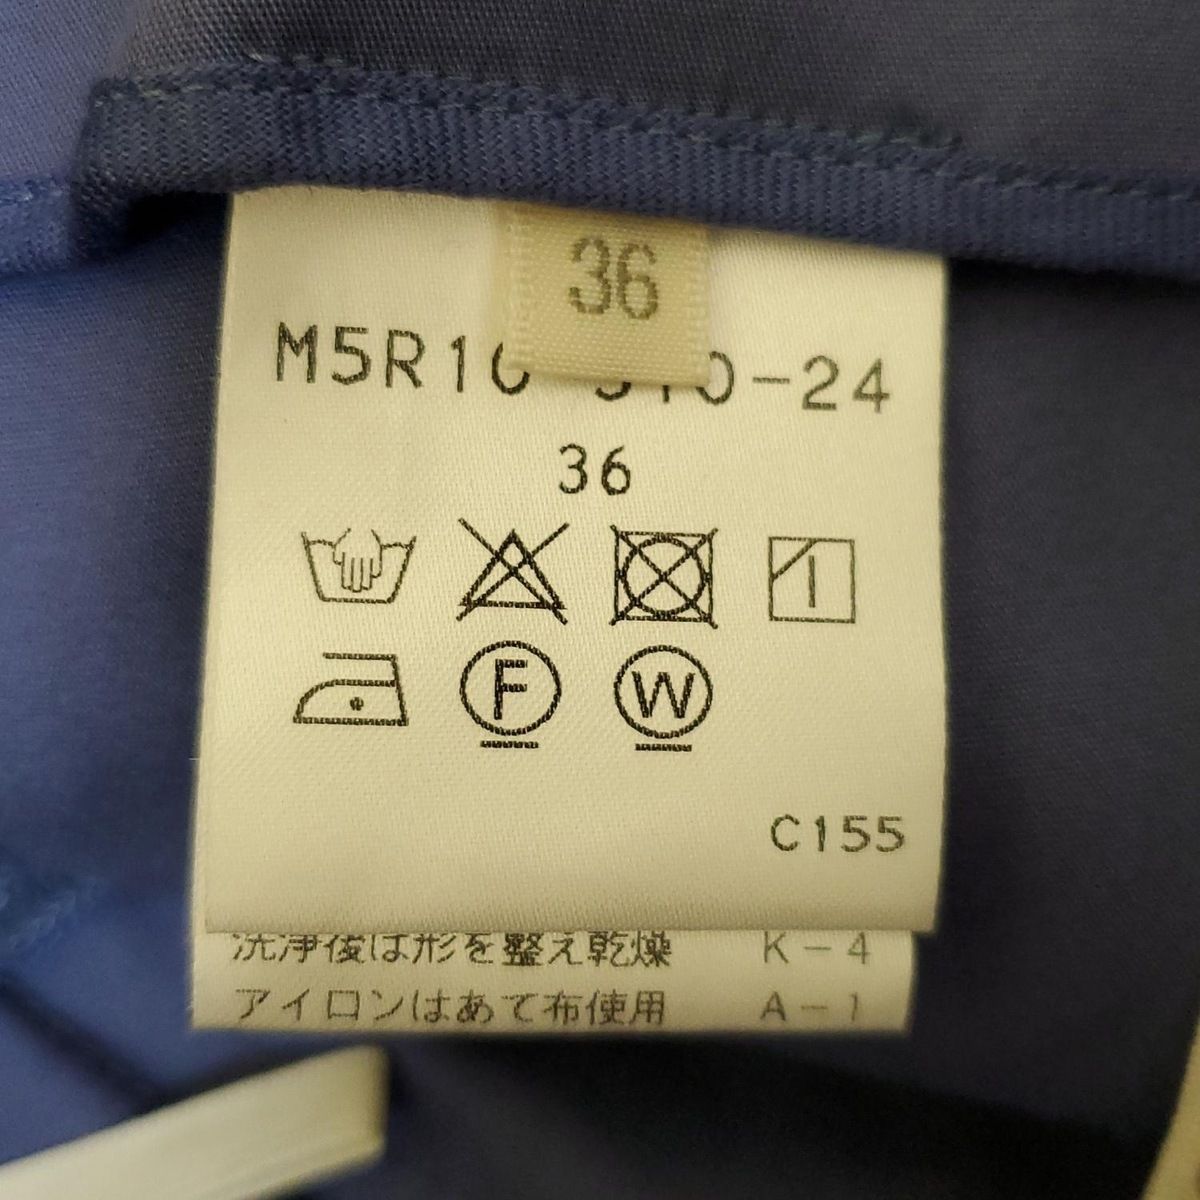 36
M5R10 510-24
36
F W
C155
洗浄後は形を整え乾燥 K-4
アイロンはあて布使用 A-1